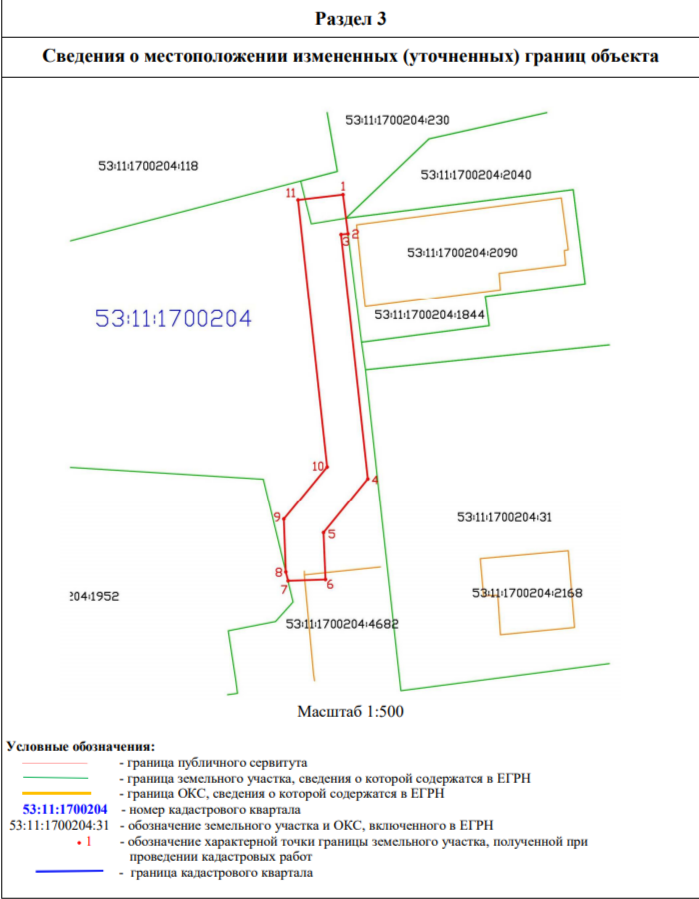 Раздел 3
Сведения о местоположении измененных (уточненных) границ объекта
53:11:1700204:230
53:11:1700204:118
53:11:1700204:2040
11
1
2
3
53:11:1700204:2090
53:11:1700204
53:11:1700204:1844
10
4
9
53:11:1700204:31
5
8
6
7
204:1952
53:11:1700204:2168
53:11:1700204:4682
Масштаб 1:500
Условные обозначения:
- граница публичного сервитута
- граница земельного участка, сведения о которой содержатся в ЕГРН
- граница ОКС, сведения о которой содержатся в ЕГРН
53:11:1700204 - номер кадастрового квартала
53:11:1700204:31 - обозначение земельного участка и ОКС, включенного в ЕГРН
1 - обозначение характерной точки границы земельного участка, полученной при
проведении кадастровых работ
- граница кадастрового квартала